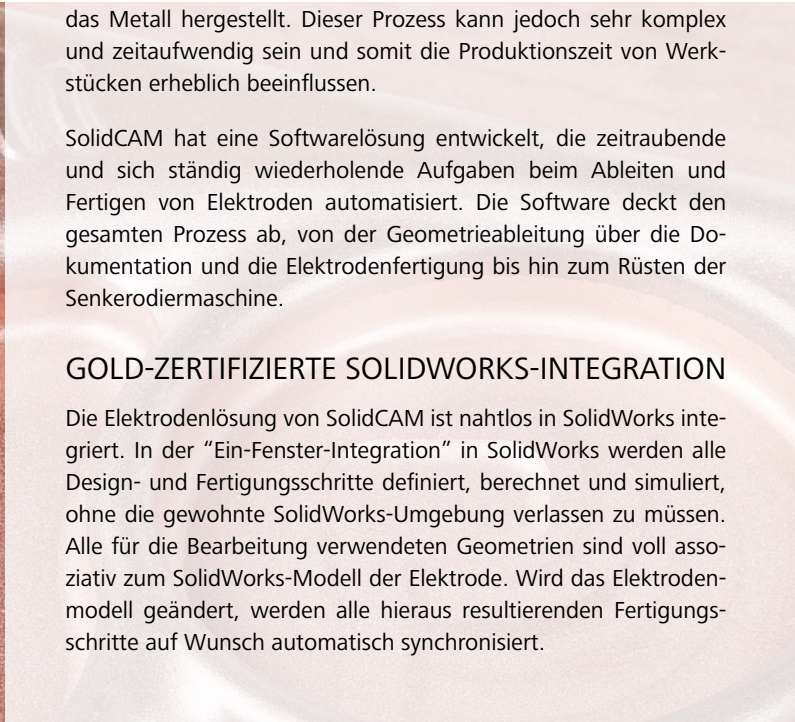 das Metall hergestellt. Dieser Prozess kann jedoch sehr komplex
und zeitaufwendig sein und somit die Produktionszeit von Werk-
stücken erheblich beeinflussen.
SolidCAM hat eine Softwarelösung entwickelt, die zeitraubende
und sich ständig wiederholende Aufgaben beim Ableiten und
Fertigen von Elektroden automatisiert. Die Software deckt den
gesamten Prozess ab, von der Geometrieableitung über die Do-
kumentation und die Elektrodenfertigung bis hin zum Rüsten der
Senkerodiermaschine.
GOLD-ZERTIFIZIERTE SOLIDWORKS-INTEGRATION
Die Elektrodenlösung von SolidCAM ist nahtlos in SolidWorks inte-
griert. In der “Ein-Fenster-Integration” in SolidWorks werden alle
Design- und Fertigungsschritte definiert, berechnet und simuliert,
ohne die gewohnte SolidWorks-Umgebung verlassen zu müssen.
Alle für die Bearbeitung verwendeten Geometrien sind voll asso-
ziativ zum SolidWorks-Modell der Elektrode. Wird das Elektroden-
modell geändert, werden alle hieraus resultierenden Fertigungs-
schritte auf Wunsch automatisch synchronisiert.